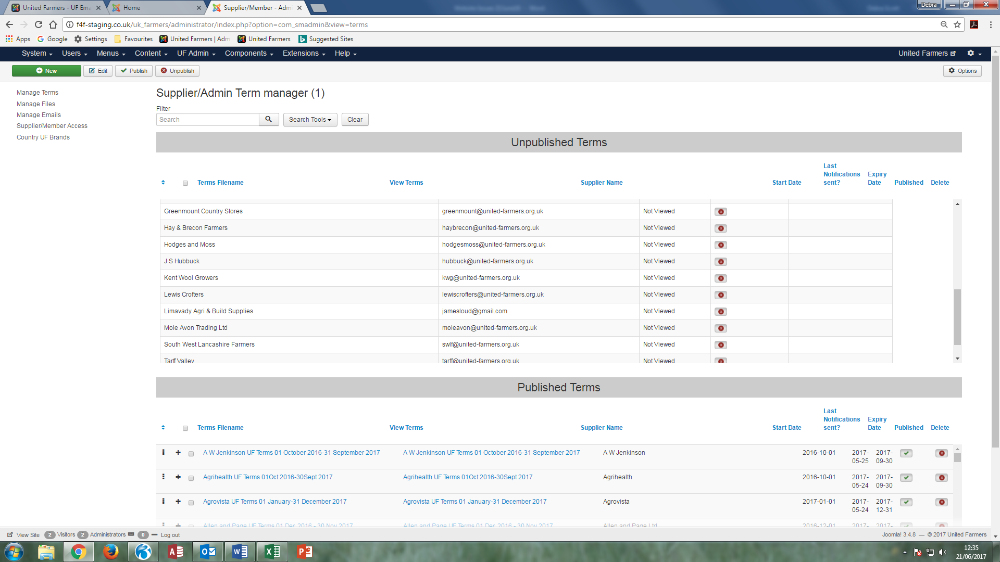 United Farmers - UF Ema
Home
Supplier/Member - Admi
Debra
f4f-staging.co.uk/uk_farmers/administrator/index.php?option=com_smadmin&view=terms
Apps Google Settings Favourites United Farmers | Adm United Farmers Suggested Sites
System Users Menus Content UF Admin Components Extensions Help United Farmers
New Edit Publish Unpublish Options
Manage Terms
Manage Files
Manage Emails
Supplier/Member Access
Country UF Brands
Supplier/Admin Term manager (1)
Filter
Search Search Tools Clear
Unpublished Terms
Terms Filename View Terms Supplier Name Start Date Last Notifications sent? Expiry Date Published Delete
Greenmount Country Stores greenmount@united-farmers.org.uk Not Viewed
Hay & Brecon Farmers haybrecon@united-farmers.org.uk Not Viewed
Hodges and Moss hodgesmoss@united-farmers.org.uk Not Viewed
J S Hubbuck hubbuck@united-farmers.org.uk Not Viewed
Kent Wool Growers kwg@united-farmers.org.uk Not Viewed
Lewis Crofters lewiscrofters@united-farmers.org.uk Not Viewed
Limavady Agri & Build Supplies jamesloud@gmail.com Not Viewed
Mole Avon Trading Ltd moleavon@united-farmers.org.uk Not Viewed
South West Lancashire Farmers swlf@united-farmers.org.uk Not Viewed
Tarff Valley tarff@united-farmers.org.uk Not Viewed
Published Terms
Terms Filename View Terms Supplier Name Start Date Last Notifications sent? Expiry Date Published Delete
A W Jenkinson UF Terms 01 October 2016-31 September 2017 A W Jenkinson UF Terms 01 October 2016-31 September 2017 A W Jenkinson 2016-10-01 2017-05-25 2017-09-30
Agrihealth UF Terms 01Oct 2016-30Sept 2017 Agrihealth UF Terms 01Oct 2016-30Sept 2017 Agrihealth 2016-10-01 2017-05-24 2017-09-30
Agrovista UF Terms 01 January-31 December 2017 Agrovista UF Terms 01 January-31 December 2017 Agrovista 2017-01-01 2017-05-24 2017-12-31
Allen and Page UF Terms 01 Dec 2016 - 30 Nov 2017 Allen and Page UF Terms 01 Dec 2016 - 30 Nov 2017 Allen and Page Ltd 2016-12-01 2017- 2017-
View Site 2 Visitors 2 Administrators 0 Log out Joomla! 3.4.8 — © 2017 United Farmers
12:35
21/06/2017